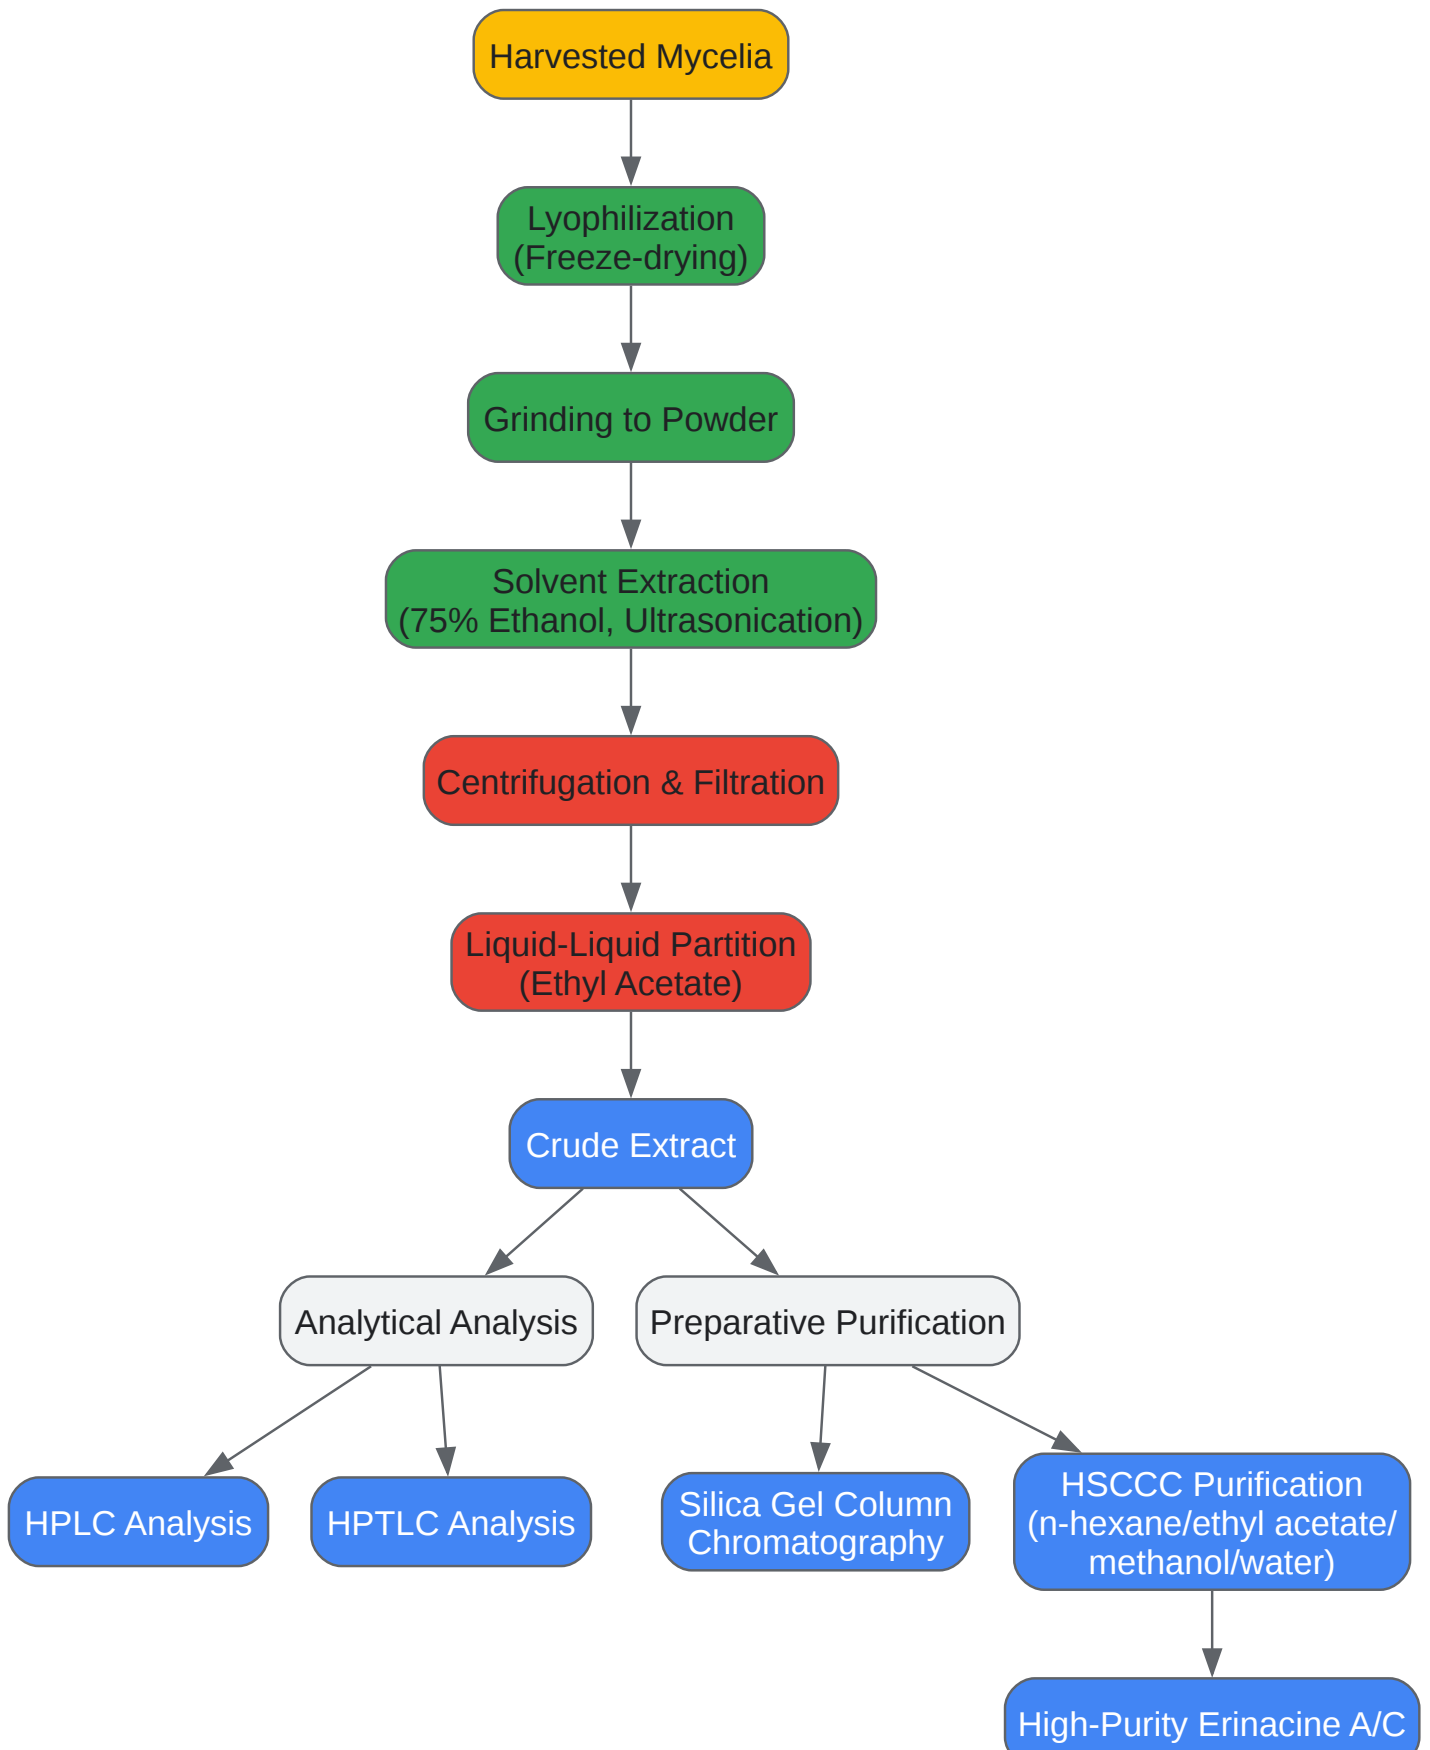 Harvested Mycelia
Lyophilization
(Freeze-drying)
Grinding to Powder
Solvent Extraction
(75% Ethanol, Ultrasonication)
Centrifugation & Filtration
Liquid-Liquid Partition
(Ethyl Acetate)
Crude Extract
Analytical Analysis
Preparative Purification
HPLC Analysis
HPTLC Analysis
Silica Gel Column
Chromatography
HSCCC Purification
(n-hexane/ethyl acetate/
methanol/water)
High-Purity Erinacine A/C